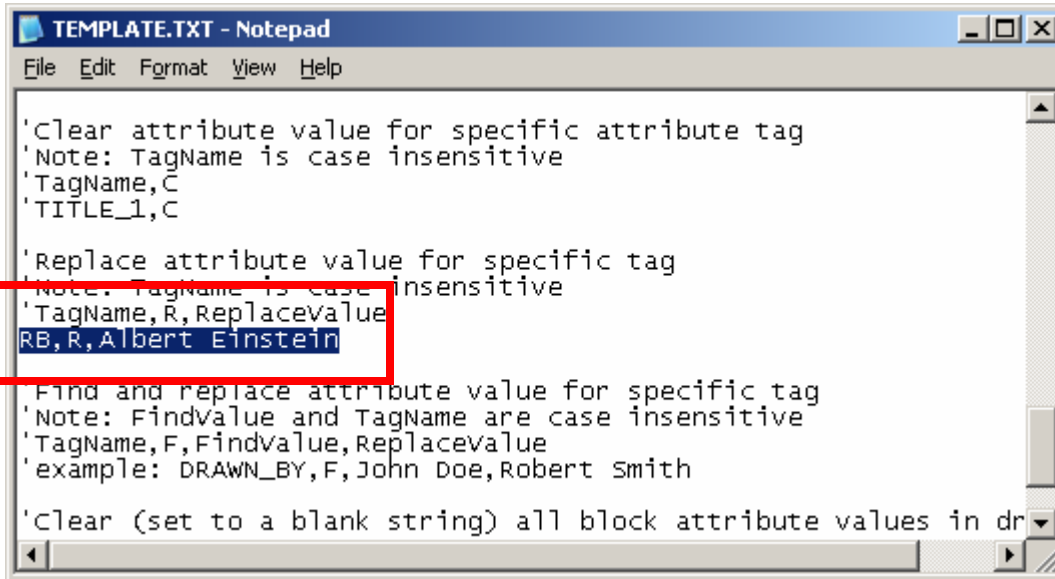 TEMPLATE.TXT - Notepad
File Edit Format View Help
'Clear attribute value for specific attribute tag
'Note: TagName is case insensitive
'TagName,C
'TITLE_1,C
'Replace attribute value for specific tag
'Note: TagName is case insensitive
'TagName,R,ReplaceValue
RB,R,Albert Einstein
'Find and replace attribute value for specific tag
'Note: FindValue and TagName are case insensitive
'TagName,F,FindValue,ReplaceValue
'example: DRAWN_BY,F,John Doe,Robert Smith
'Clear (set to a blank string) all block attribute values in dr